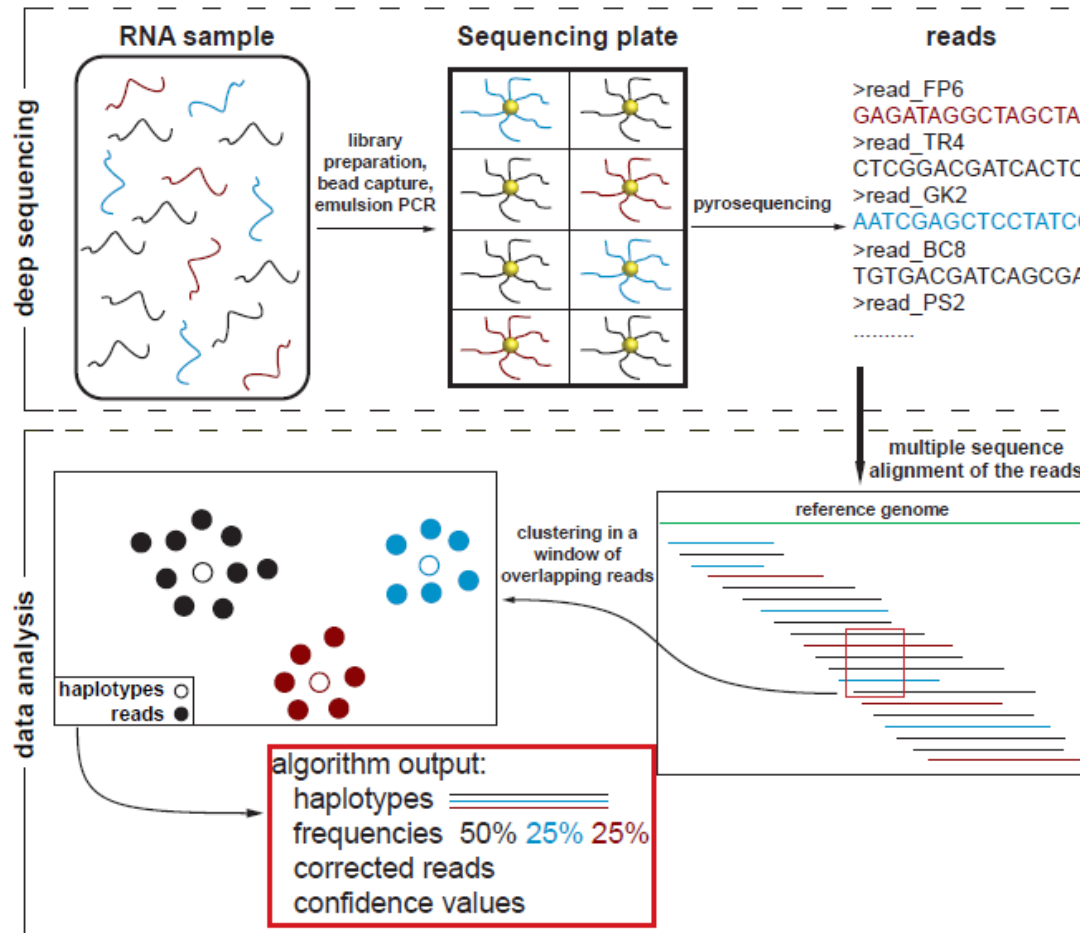 RNA sample
Sequencing plate
reads
deep sequencing
library
preparation,
bead capture,
emulsion PCR
pyrosequencing
>read_FP6
GAGATAGGCTAGCTA
>read_TR4
CTCGGACGATCACTC
>read_GK2
AATCGAGCTCCTATC
>read_BC8
TGTGACGATCAGCGA
>read_PS2
..........
multiple sequence
alignment of the reads
data analysis
reference genome
clustering in a
window of
overlapping reads
haplotypes
reads
algorithm output:
haplotypes
frequencies 50% 25% 25%
corrected reads
confidence values